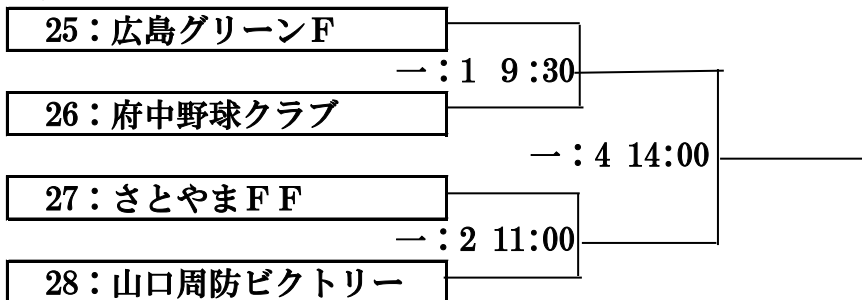 25：広島グリーンＦ
一：1 9:30
26：府中野球クラブ
一：4 14:00
27：さとやまＦＦ
一：2 11:00
28：山口周防ビクトリー